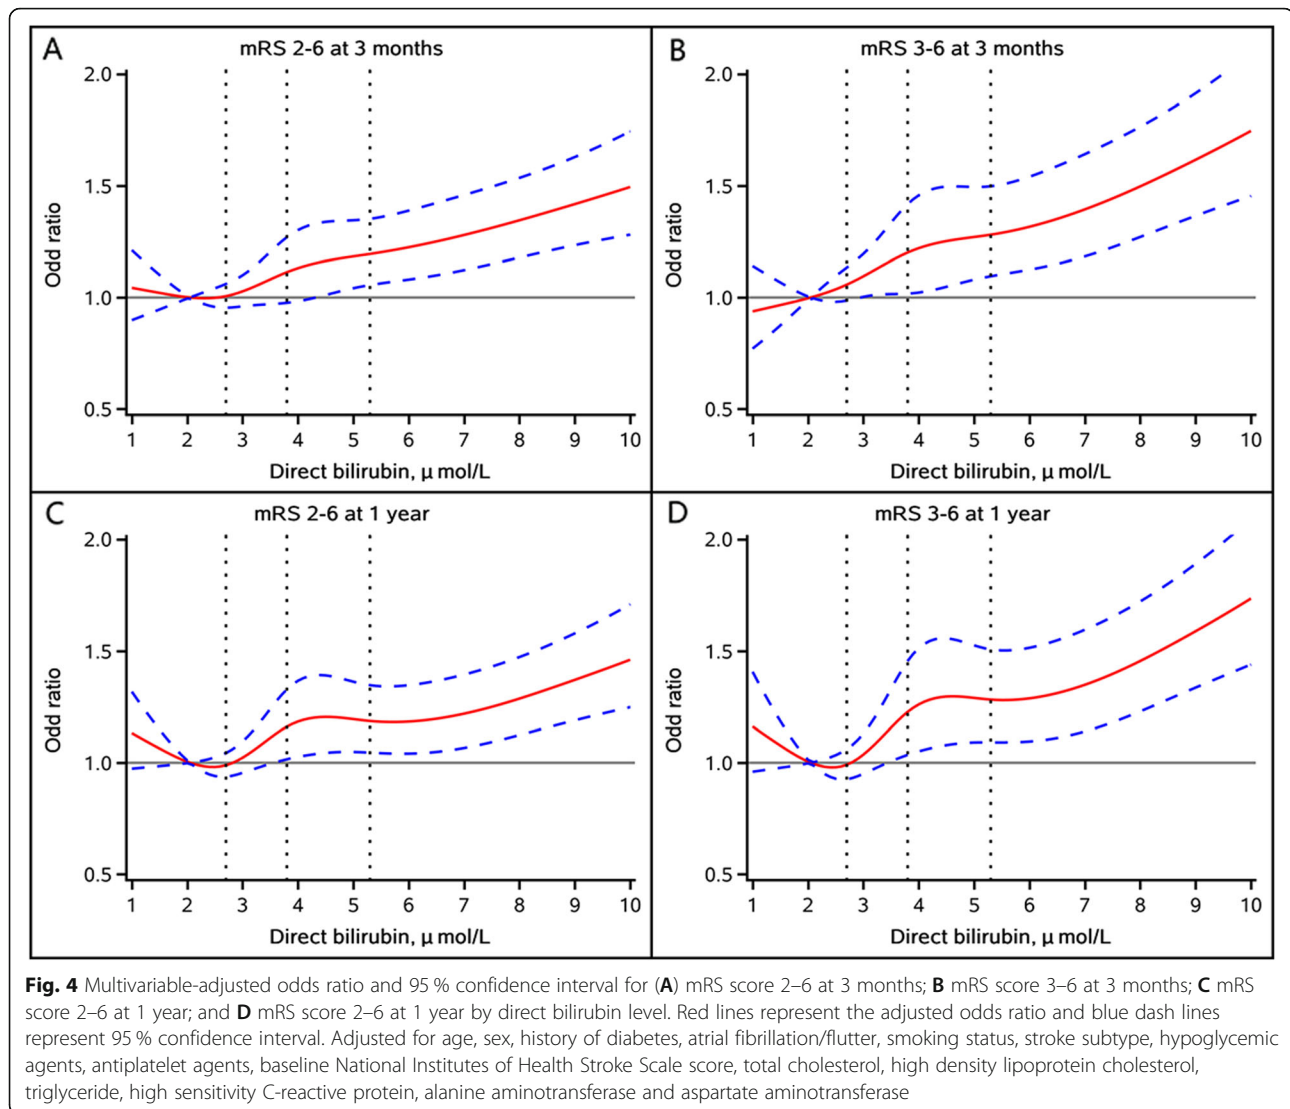 A
mRS 2-6 at 3 months
2.0
1.5
1.0
0.5
Odd ratio
1 2 3 4 5 6 7 8 9 10
Direct bilirubin, μ mol/L
B
mRS 3-6 at 3 months
2.0
1.5
1.0
0.5
Odd ratio
1 2 3 4 5 6 7 8 9 10
Direct bilirubin, μ mol/L
C
mRS 2-6 at 1 year
2.0
1.5
1.0
0.5
Odd ratio
1 2 3 4 5 6 7 8 9 10
Direct bilirubin, μ mol/L
D
mRS 3-6 at 1 year
2.0
1.5
1.0
0.5
Odd ratio
1 2 3 4 5 6 7 8 9 10
Direct bilirubin, μ mol/L
Fig. 4 Multivariable-adjusted odds ratio and 95 % confidence interval for (A) mRS score 2–6 at 3 months; B mRS score 3–6 at 3 months; C mRS
score 2–6 at 1 year; and D mRS score 2–6 at 1 year by direct bilirubin level. Red lines represent the adjusted odds ratio and blue dash lines
represent 95 % confidence interval. Adjusted for age, sex, history of diabetes, atrial fibrillation/flutter, smoking status, stroke subtype, hypoglycemic
agents, antiplatelet agents, baseline National Institutes of Health Stroke Scale score, total cholesterol, high density lipoprotein cholesterol,
triglyceride, high sensitivity C-reactive protein, alanine aminotransferase and aspartate aminotransferase